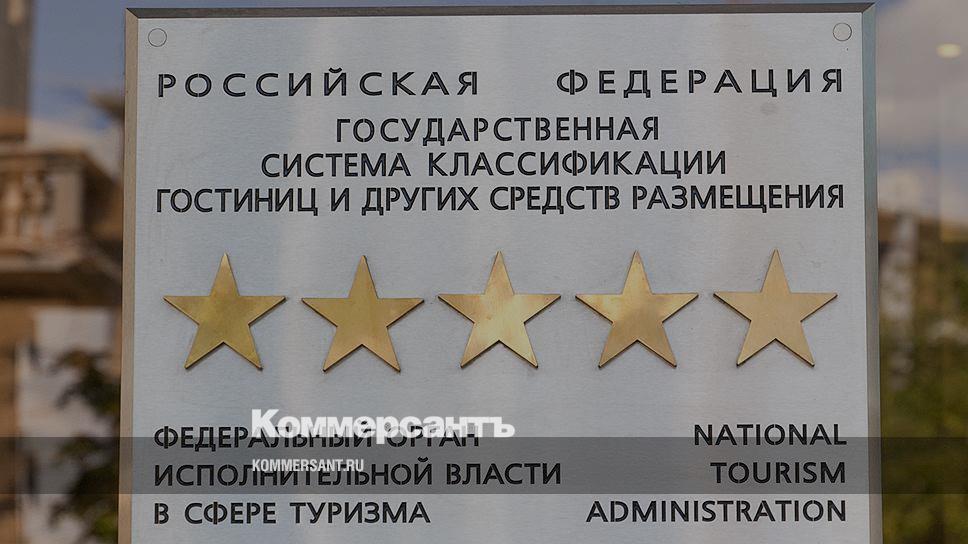 РОССИЙСКАЯ ФЕДЕРАЦИЯ
ГОСУДАРСТВЕННАЯ
СИСТЕМА КЛАССИФИКАЦИИ
ГОСТИНИЦ И ДРУГИХ СРЕДСТВ РАЗМЕЩЕНИЯ
Коммерсантъ
ФЕДЕРАЛЬНЫЙ ОРГАН NATIONAL
KOMMERSANT.RU
ИСПОЛНИТЕЛЬНОЙ ВЛАСТИ TOURISM
В СФЕРЕ ТУРИЗМА ADMINISTRATION